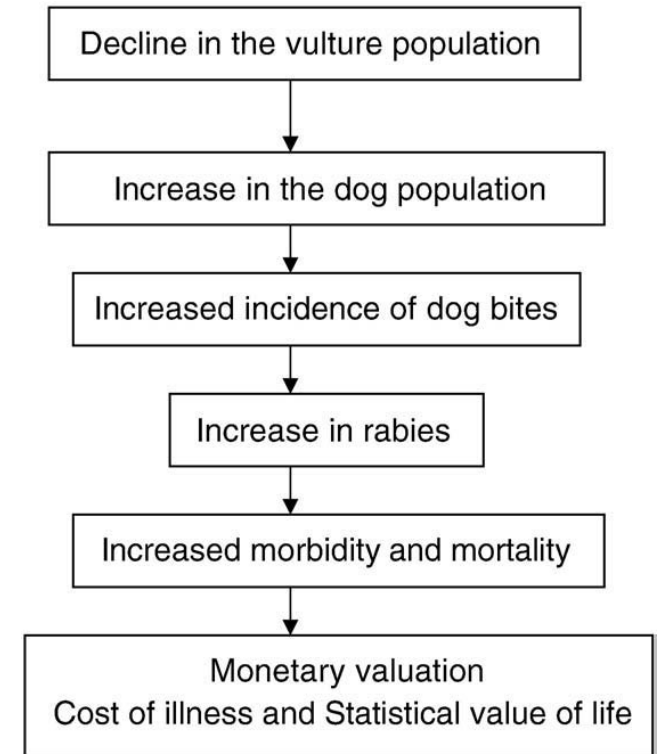 Decline in the vulture population
Increase in the dog population
Increased incidence of dog bites
Increase in rabies
Increased morbidity and mortality
Monetary valuation
Cost of illness and Statistical value of life